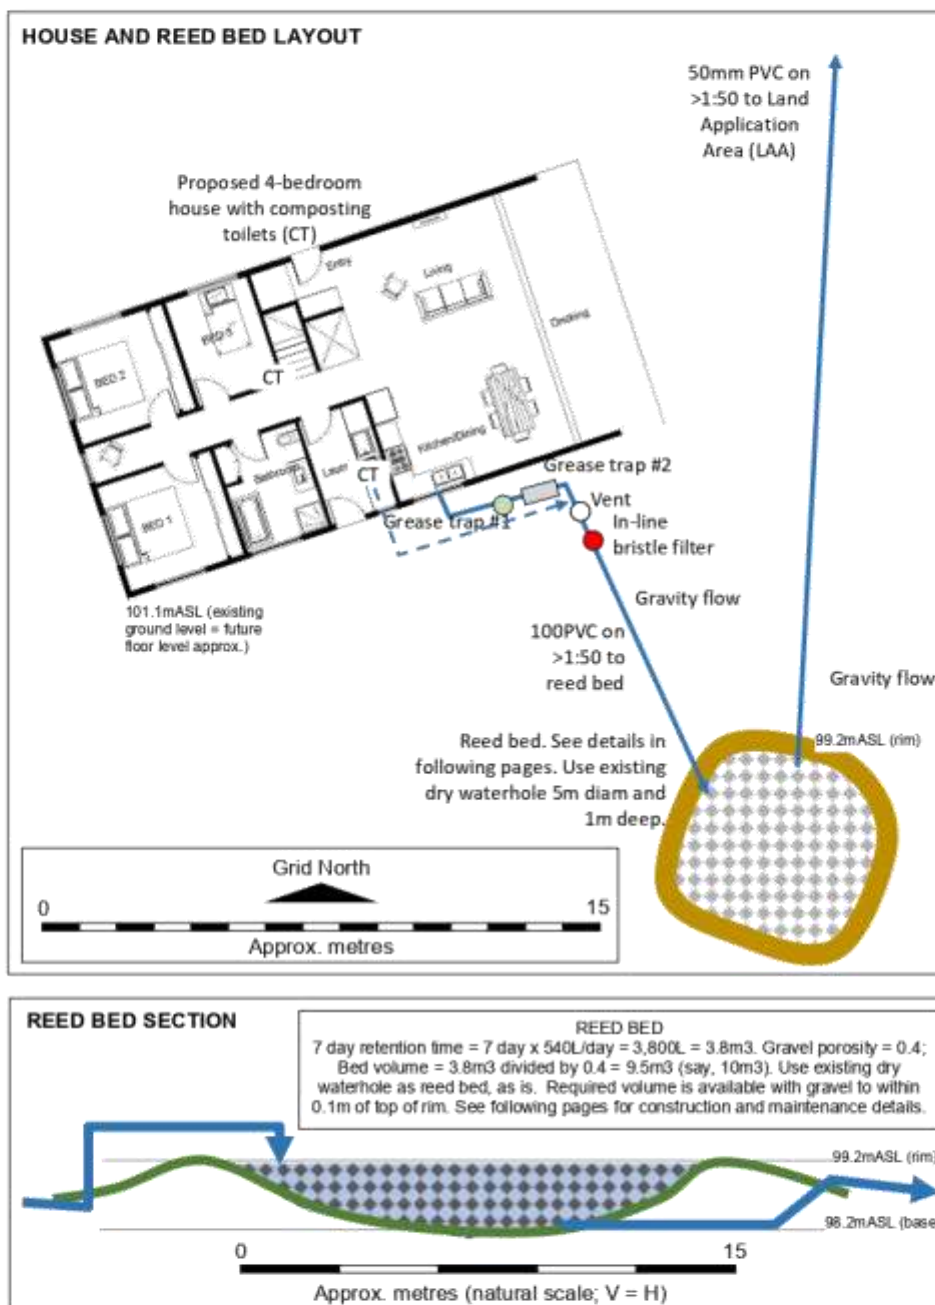 HOUSE AND REED BED LAYOUT
50mm PVC on
>1:50 to Land
Application
Area (LAA)
Proposed 4-bedroom
house with composting
toilets (CT)
Entry
Living
Decking
BED 3
BED 2
CT
Kitchen/Dining
Bathroom
CT
BED 1
Grease trap #2
Vent
Grease trap #1
In-line
bristle filter
101.1mASL (existing
ground level = future
floor level approx.)
Gravity flow
100PVC on
>1:50 to
reed bed
Gravity flow
99.2mASL (rim)
Reed bed. See details in
following pages. Use existing
dry waterhole 5m diam and
1m deep.
Grid North
0 15
Approx. metres
REED BED SECTION
REED BED
7 day retention time = 7 day x 540L/day = 3,800L = 3.8m3. Gravel porosity = 0.4;
Bed volume = 3.8m3 divided by 0.4 = 9.5m3 (say, 10m3). Use existing dry
waterhole as reed bed, as is. Required volume is available with gravel to within
0.1m of top of rim. See following pages for construction and maintenance details.
99.2mASL (rim)
98.2mASL (base
0 15
Approx. metres (natural scale; V = H)